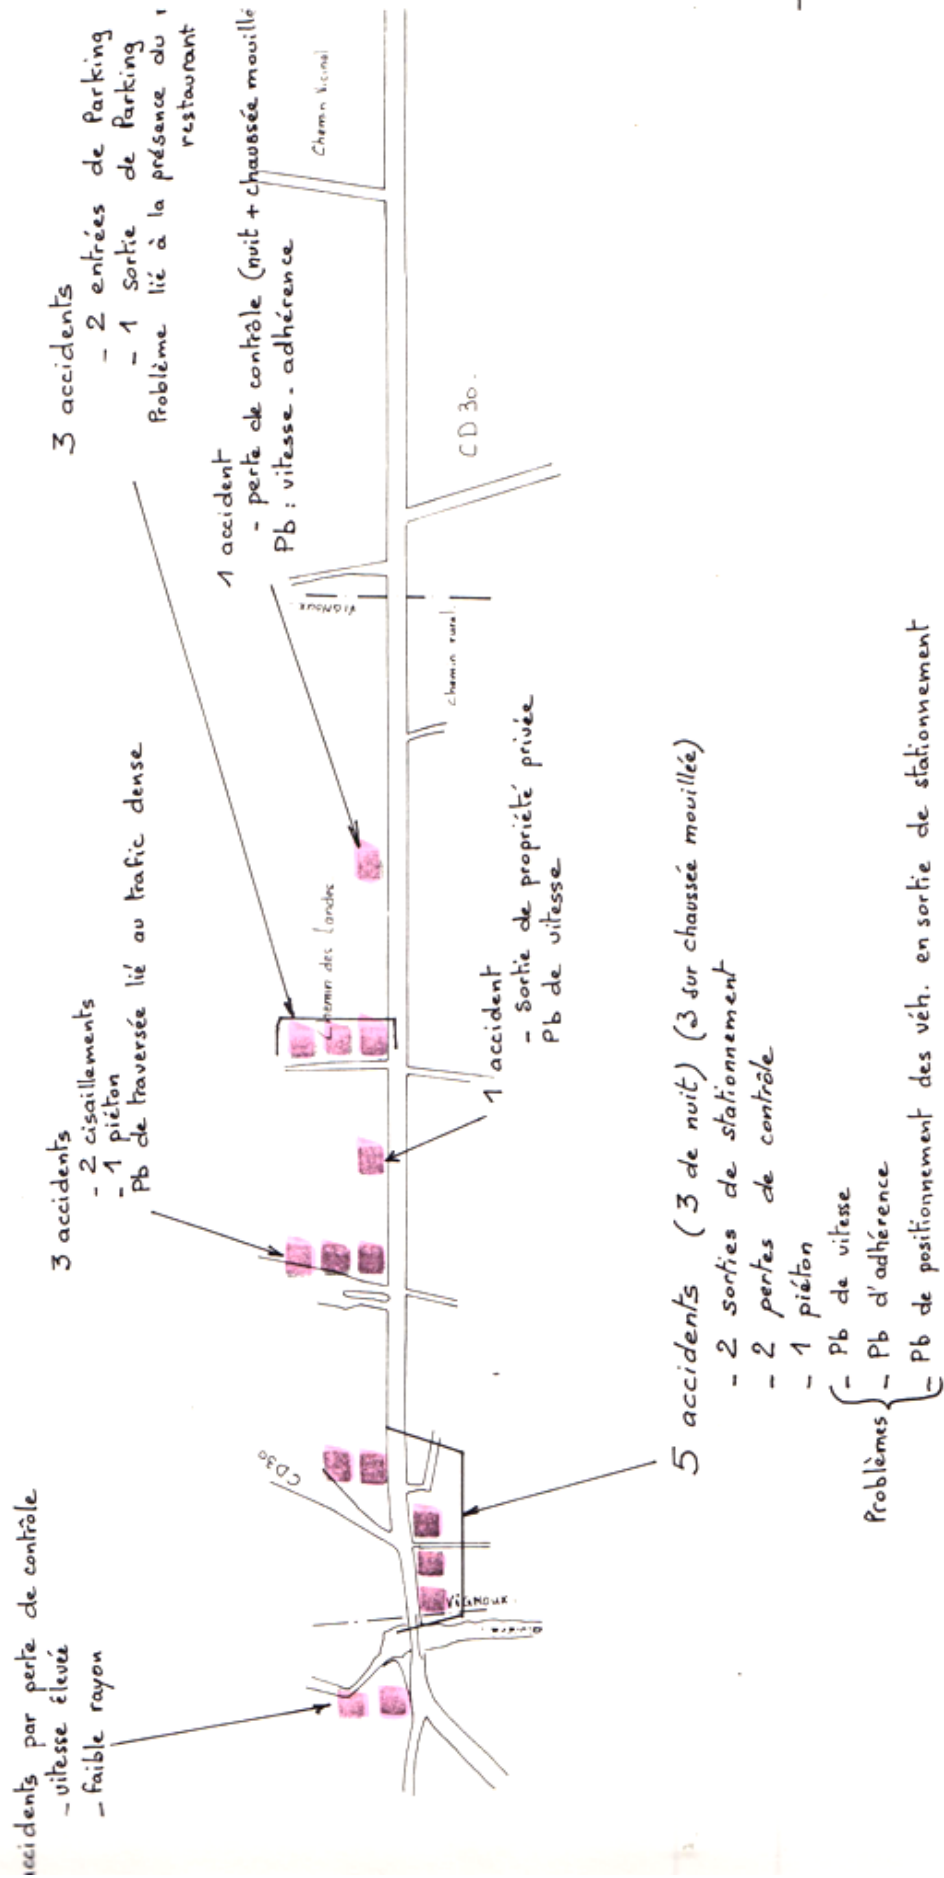 accidents par perte de contrôle
- vitesse élevée
- faible rayon
3 accidents
- 2 cisaillements
- 1 piéton
Pb de traversée lié au trafic dense
3 accidents
- 2 entrées de Parking
- 1 sortie de Parking
Problème lié à la présence du
restaurant
1 accident
- perte de contrôle (nuit + chaussée mouillé
Pb : vitesse - adhérence
Chemin Vicinal
CD30
Chemin des Landes
VIGNOUX
CD 30.
chemin rural
VIGNOUX
1 accident
- sortie de propriété privée
Pb de vitesse
5 accidents (3 de nuit) (3 sur chaussée mouillée)
- 2 sorties de stationnement
- 2 pertes de contrôle
- 1 piéton
Problèmes
- Pb de vitesse
- Pb d'adhérence
- Pb de positionnement des véh. en sortie de stationnement